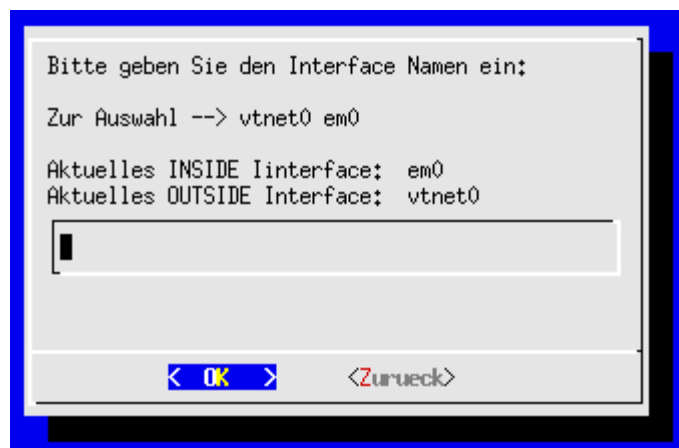 Bitte geben Sie den Interface Namen ein:
Zur Auswahl --> vtnet0 em0
Aktuelles INSIDE Iinterface: em0
Aktuelles OUTSIDE Interface: vtnet0
< OK > <Zurueck>